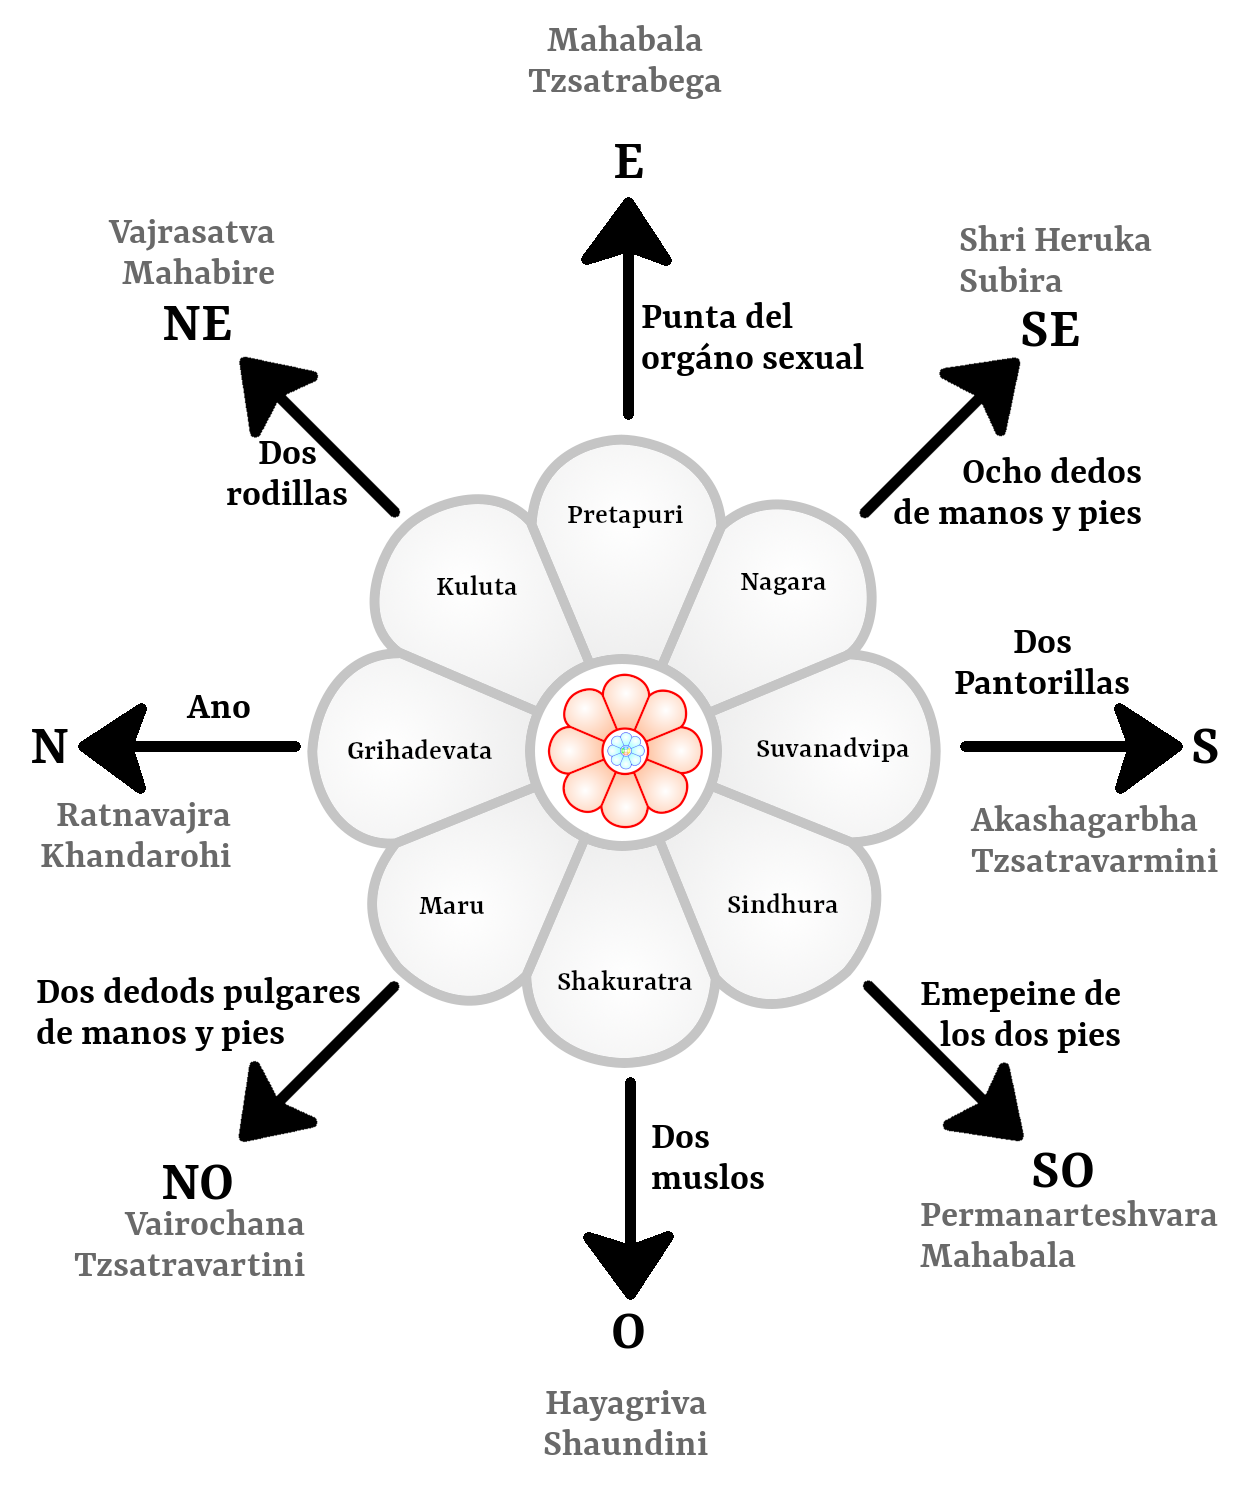 Mahabala
Tzsatrabega
E
Vajrasatva
Mahabire
NE
Shri Heruka
Subira
SE
Punta del
orgáno sexual
Dos
rodillas
Ocho dedos
de manos y pies
Pretapuri
Kuluta
Nagara
Dos
Pantorillas
Ano
N
Grihadevata
Suvanadvipa
S
Ratnavajra
Khandarohi
Akashagarbha
Tzsatravarmini
Maru
Sindhura
Shakuratra
Dos dedods pulgares
de manos y pies
Emepeine de
los dos pies
Dos
muslos
NO
Vairochana
Tzsatravartini
SO
Permanarteshvara
Mahabala
O
Hayagriva
Shaundini